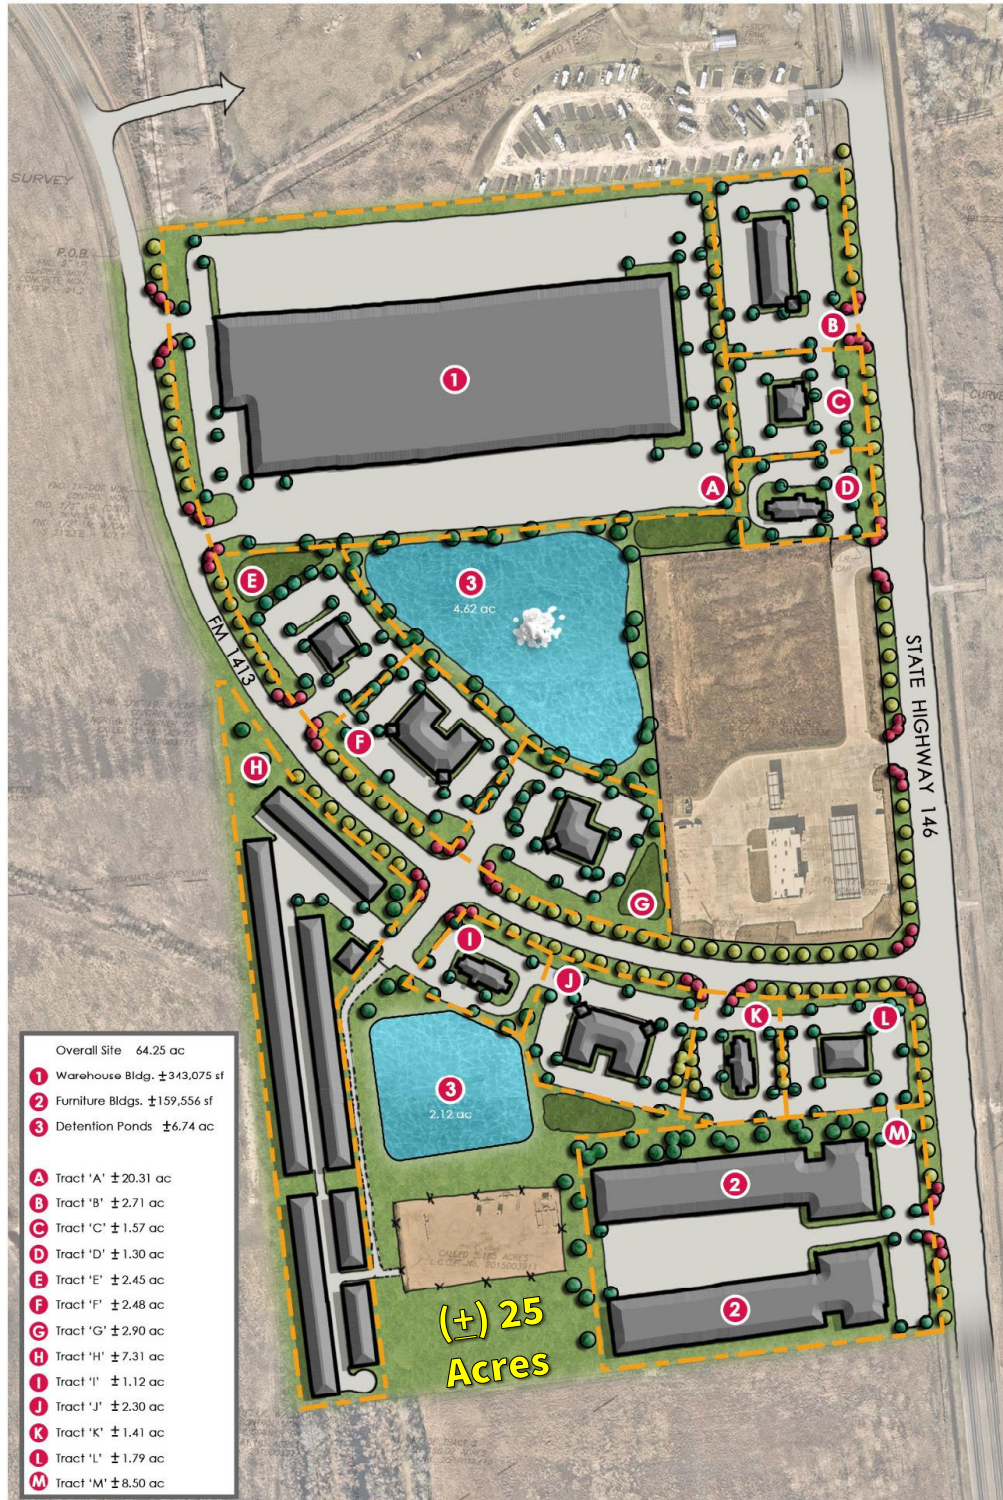 SURVEY
P.O.B.
1
B
C
A
D
E
3
4.62 ac
FM 1413
STATE HIGHWAY 146
F
H
G
I
J
K
L
3
2.12 ac
M
2
2
(±) 25
Acres
Overall Site 64.25 ac
1 Warehouse Bldg. ±343,075 sf
2 Furniture Bldgs. ±159,556 sf
3 Detention Ponds ±6.74 ac
A Tract 'A' ±20.31 ac
B Tract 'B' ±2.71 ac
C Tract 'C' ±1.57 ac
D Tract 'D' ±1.30 ac
E Tract 'E' ±2.45 ac
F Tract 'F' ±2.48 ac
G Tract 'G' ±2.90 ac
H Tract 'H' ±7.31 ac
I Tract 'I' ±1.12 ac
J Tract 'J' ±2.30 ac
K Tract 'K' ±1.41 ac
L Tract 'L' ±1.79 ac
M Tract 'M' ±8.50 ac